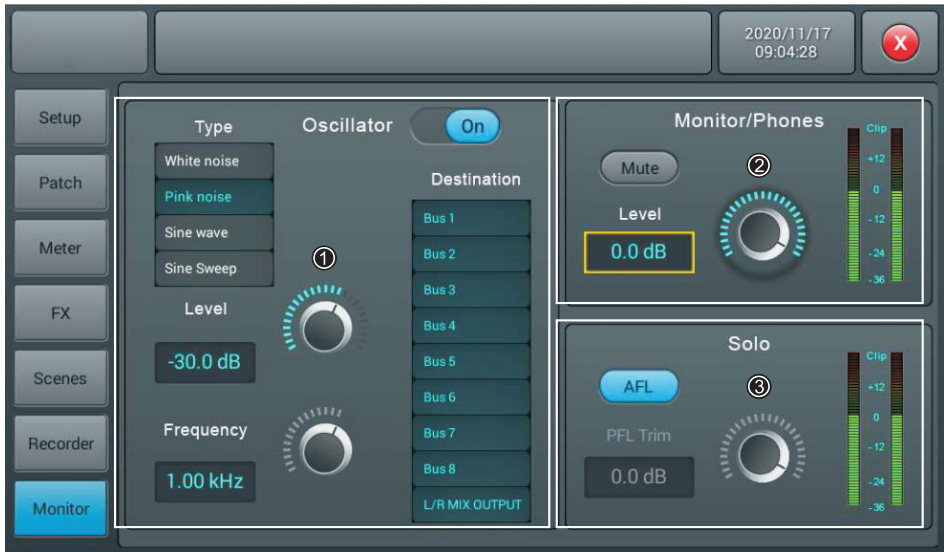 2020/11/17
09:04:28
X
Setup
Patch
Meter
FX
Scenes
Recorder
Monitor
Type
Oscillator
On
White noise
Pink noise
Sine wave
Sine Sweep
①
Level
-30.0 dB
Frequency
1.00 kHz
Destination
Bus 1
Bus 2
Bus 3
Bus 4
Bus 5
Bus 6
Bus 7
Bus 8
L/R MIX OUTPUT
Monitor/Phones
Mute
②
Level
0.0 dB
Clip
+12
0
-12
-24
-36
Solo
AFL
③
PFL Trim
0.0 dB
Clip
+12
0
-12
-24
-36